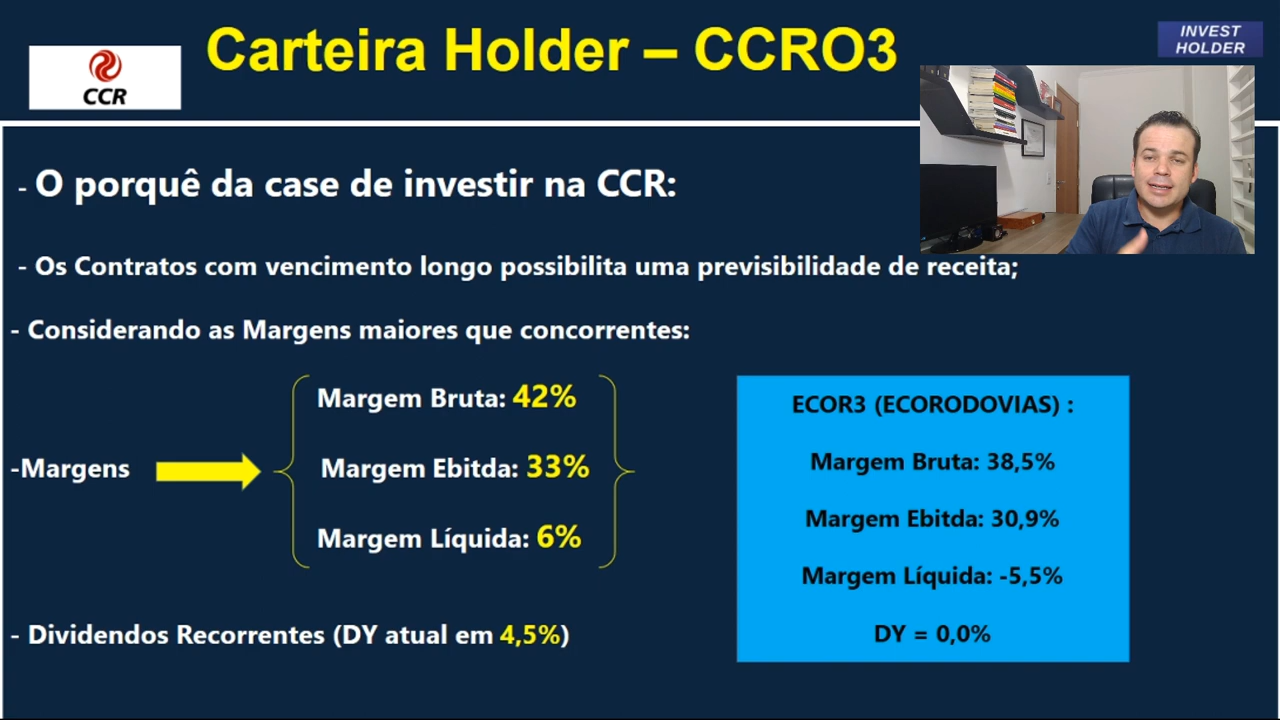 Carteira Holder – CCRO3
CCR
INVEST
HOLDER
- O porquê da case de investir na CCR:
- Os Contratos com vencimento longo possibilita uma previsibilidade de receita;
- Considerando as Margens maiores que concorrentes:
-Margens
Margem Bruta: 42%
Margem Ebitda: 33%
Margem Líquida: 6%
ECOR3 (ECORODOVIAS) :
Margem Bruta: 38,5%
Margem Ebitda: 30,9%
Margem Líquida: -5,5%
DY = 0,0%
- Dividendos Recorrentes (DY atual em 4,5%)